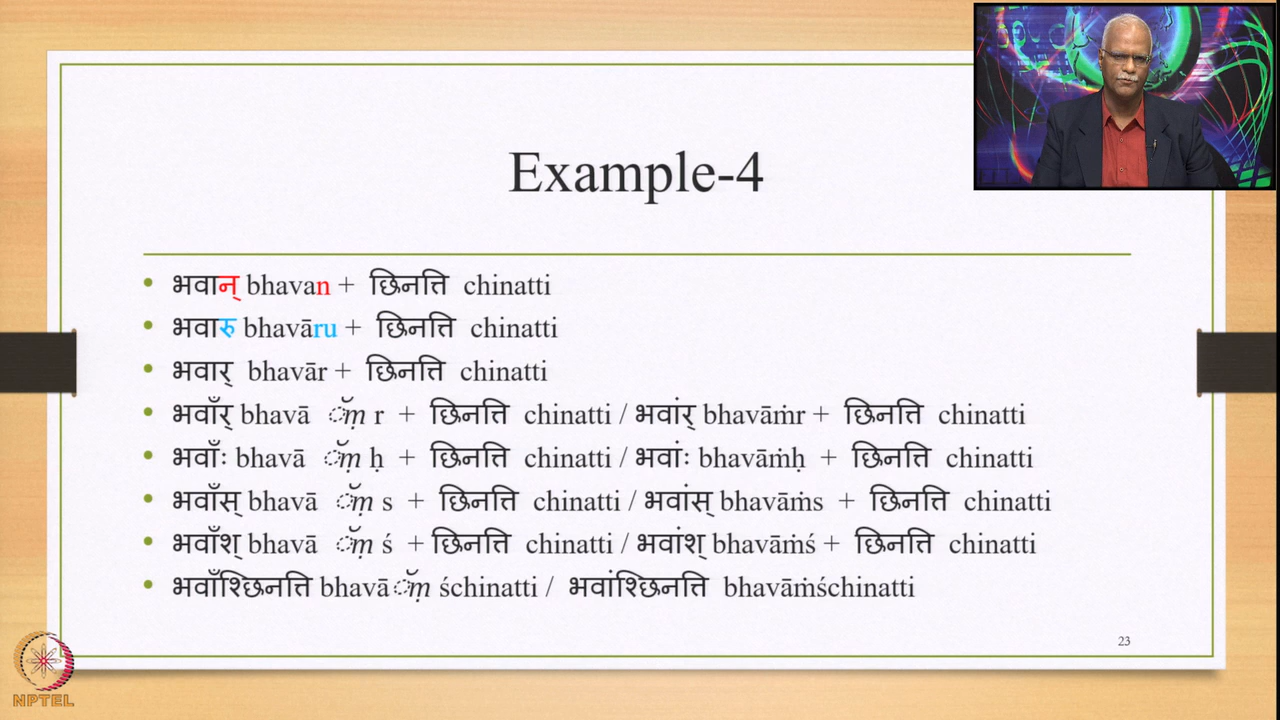 Example-4
• भवान् bhavan + छिनत्ति chinatti
• भवारु bhavāru + छिनत्ति chinatti
• भवार् bhavār + छिनत्ति chinatti
• भवाँर् bhavā ँṃ r + छिनत्ति chinatti / भवांर् bhavāṁr + छिनत्ति chinatti
• भवाँः bhavā ँṃ ḥ + छिनत्ति chinatti / भवांः bhavāṁḥ + छिनत्ति chinatti
• भवाँस् bhavā ँṃ s + छिनत्ति chinatti / भवांस् bhavāṁs + छिनत्ति chinatti
• भवाँश् bhavā ँṃ ś + छिनत्ति chinatti / भवांश् bhavāṁś + छिनत्ति chinatti
• भवाँश्छिनत्ति bhavā ँṃ śchinatti / भवांश्छिनत्ति bhavāṁśchinatti
23
NPTEL